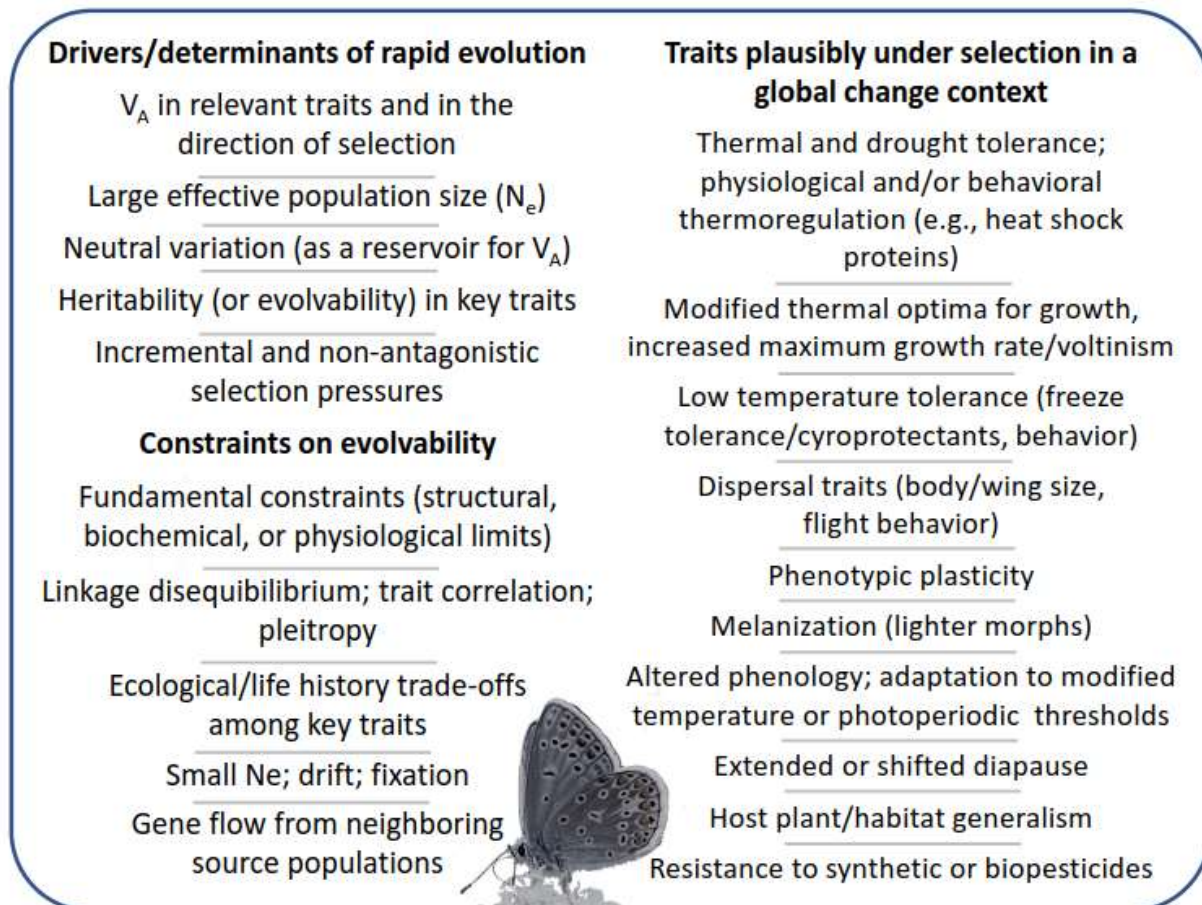 Drivers/determinants of rapid evolution
V_A in relevant traits and in the
direction of selection
Large effective population size (N_e)
Neutral variation (as a reservoir for V_A)
Heritability (or evolvability) in key traits
Incremental and non-antagonistic
selection pressures
Constraints on evolvability
Fundamental constraints (structural,
biochemical, or physiological limits)
Linkage disequilibrium; trait correlation;
pleitropy
Ecological/life history trade-offs
among key traits
Small Ne; drift; fixation
Gene flow from neighboring
source populations
Traits plausibly under selection in a
global change context
Thermal and drought tolerance;
physiological and/or behavioral
thermoregulation (e.g., heat shock
proteins)
Modified thermal optima for growth,
increased maximum growth rate/voltinism
Low temperature tolerance (freeze
tolerance/cyroprotectants, behavior)
Dispersal traits (body/wing size,
flight behavior)
Phenotypic plasticity
Melanization (lighter morphs)
Altered phenology; adaptation to modified
temperature or photoperiodic thresholds
Extended or shifted diapause
Host plant/habitat generalism
Resistance to synthetic or biopesticides